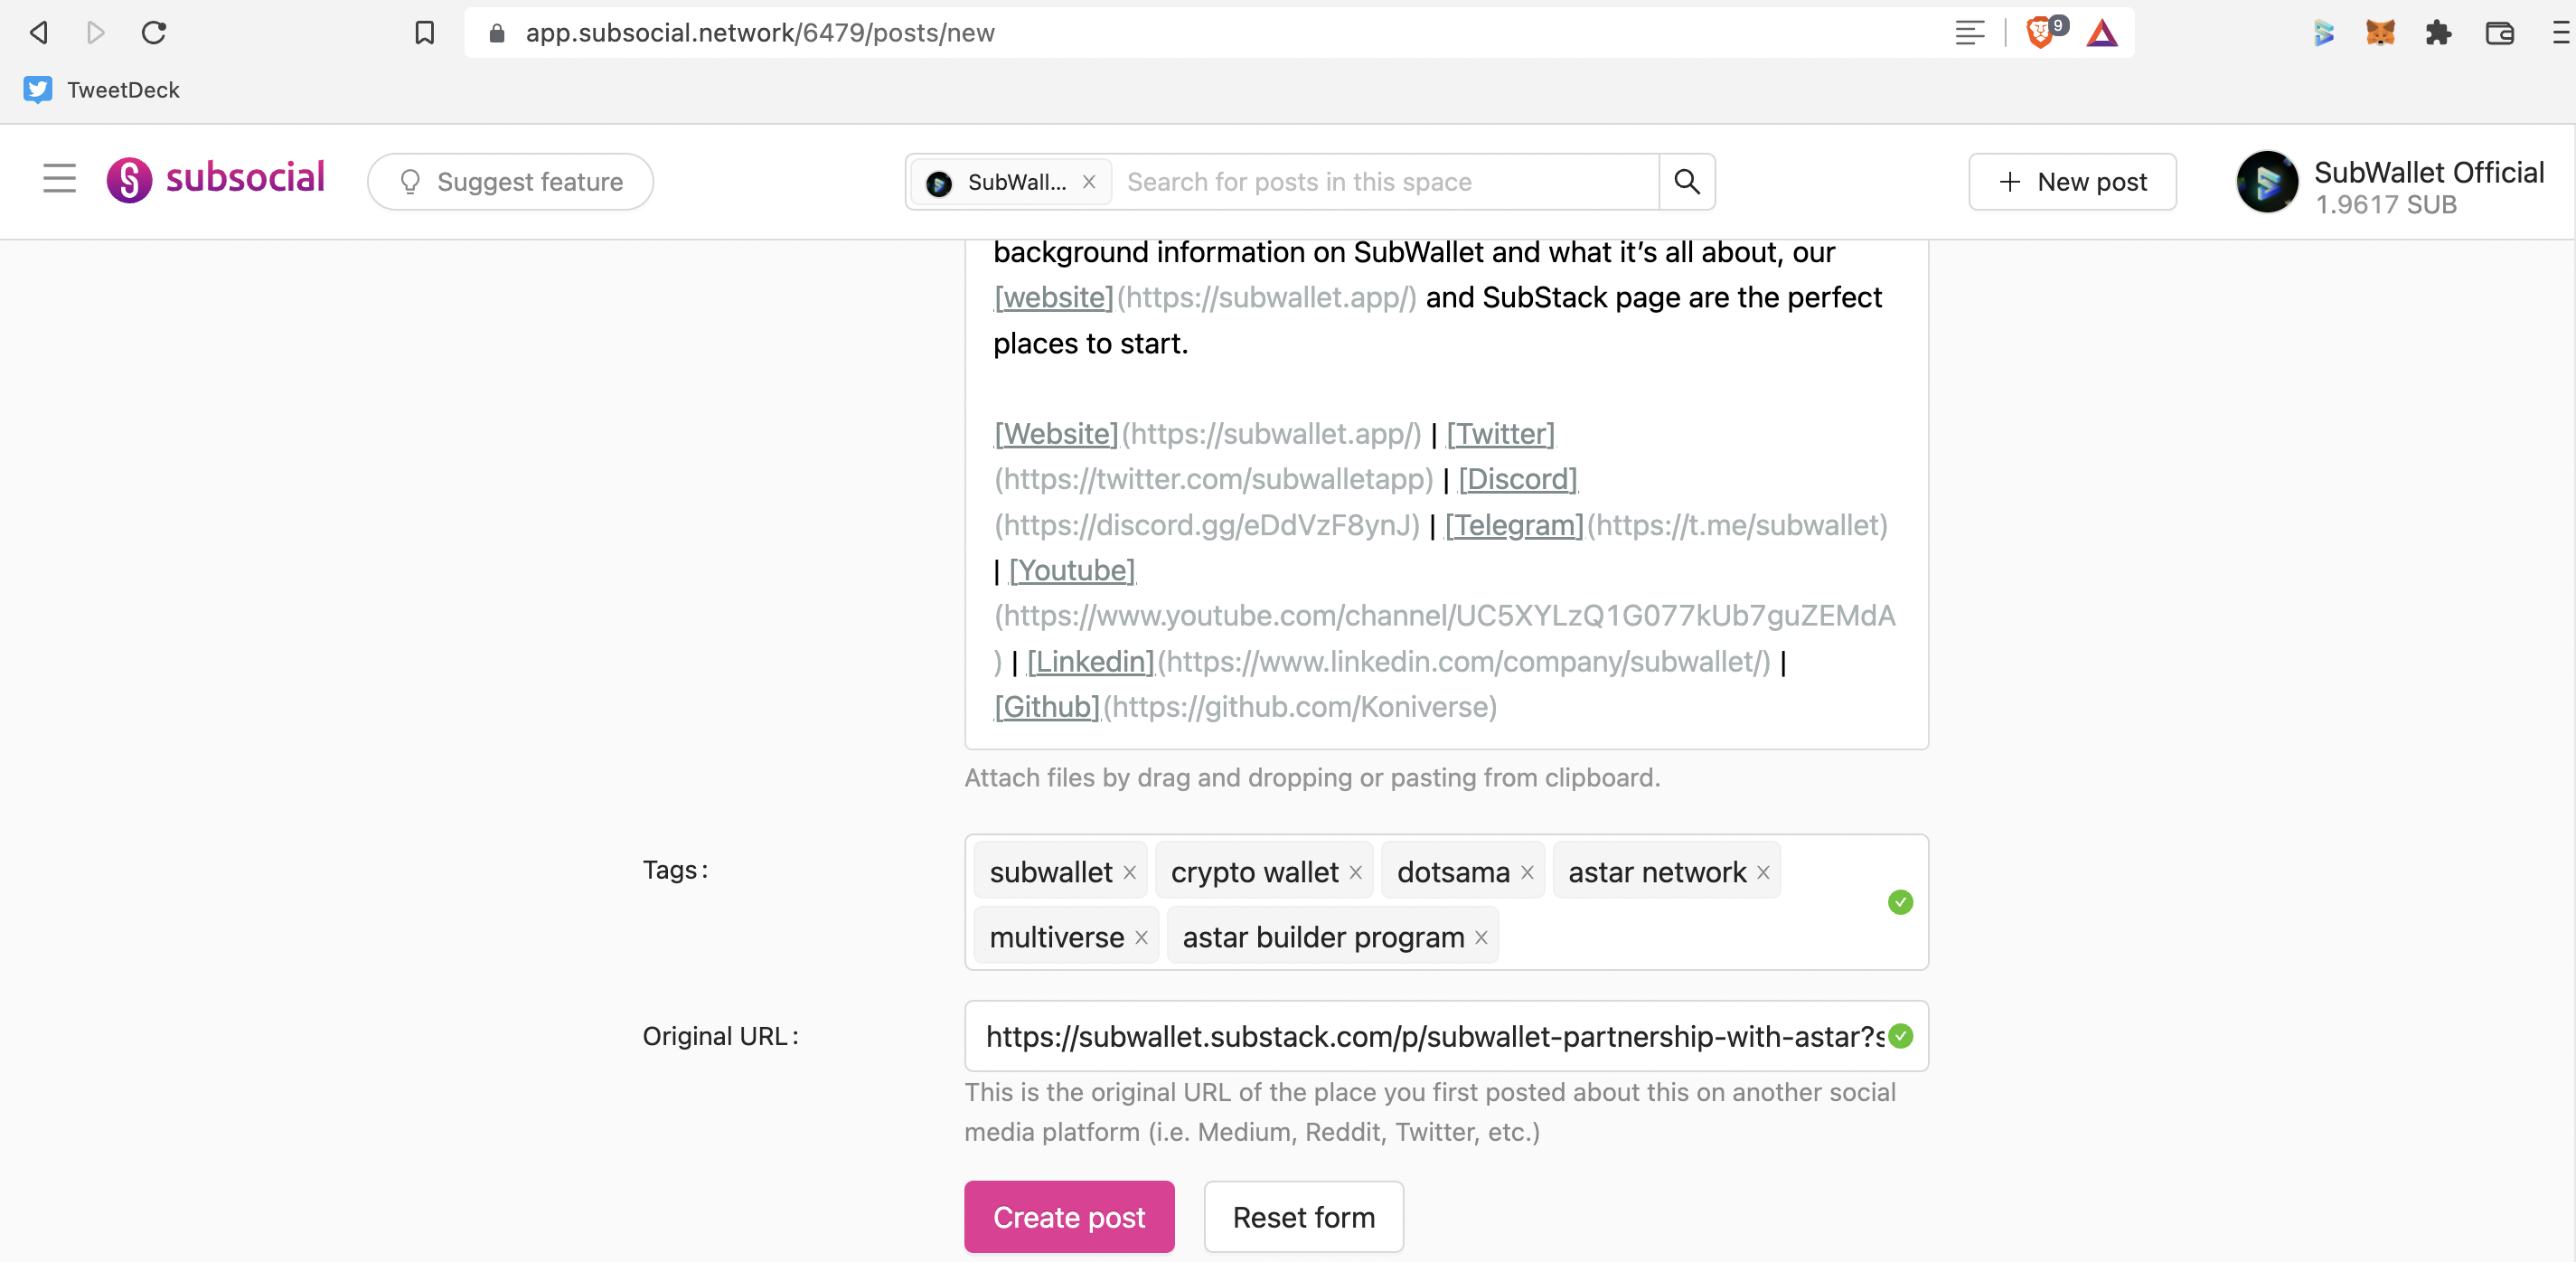 app.subsocial.network/6479/posts/new
9
TweetDeck
subsocial
Suggest feature
SubWall...
Search for posts in this space
New post
SubWallet Official
1.9617 SUB
background information on SubWallet and what it's all about, our
[website](https://subwallet.app/) and SubStack page are the perfect
places to start.
[Website](https://subwallet.app/) | [Twitter]
(https://twitter.com/subwalletapp) | [Discord]
(https://discord.gg/eDdVzF8ynJ) | [Telegram](https://t.me/subwallet)
| [Youtube]
(https://www.youtube.com/channel/UC5XYLzQ1G077kUb7guZEMdA
) | [Linkedin](https://www.linkedin.com/company/subwallet/) |
[Github](https://github.com/Koniverse)
Attach files by drag and dropping or pasting from clipboard.
Tags:
subwallet × crypto wallet × dotsama × astar network ×
multiverse × astar builder program ×
Original URL:
https://subwallet.substack.com/p/subwallet-partnership-with-astar?s
This is the original URL of the place you first posted about this on another social
media platform (i.e. Medium, Reddit, Twitter, etc.)
Create post
Reset form